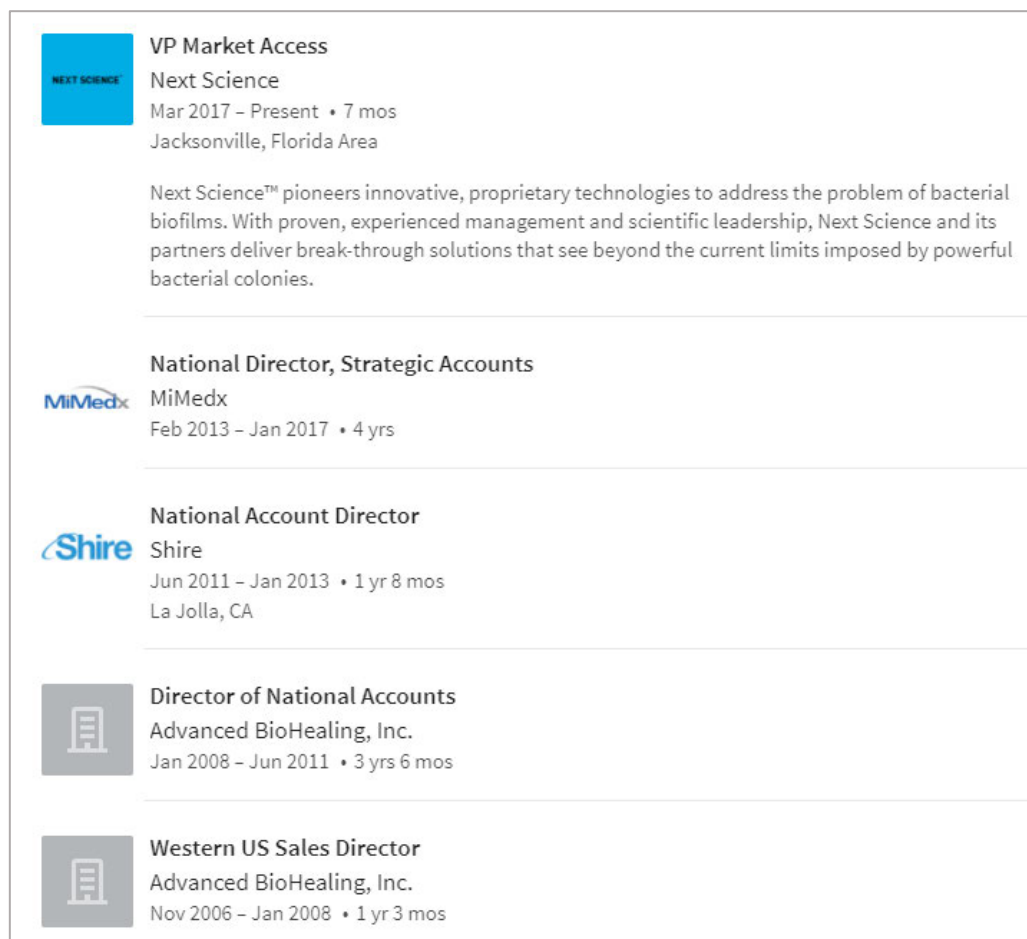 NEXT SCIENCE™
VP Market Access
Next Science
Mar 2017 – Present • 7 mos
Jacksonville, Florida Area
Next Science™ pioneers innovative, proprietary technologies to address the problem of bacterial
biofilms. With proven, experienced management and scientific leadership, Next Science and its
partners deliver break-through solutions that see beyond the current limits imposed by powerful
bacterial colonies.
National Director, Strategic Accounts
MiMedx
MiMedx
Feb 2013 – Jan 2017 • 4 yrs
National Account Director
Shire
Shire
Jun 2011 – Jan 2013 • 1 yr 8 mos
La Jolla, CA
Director of National Accounts
Advanced BioHealing, Inc.
Jan 2008 – Jun 2011 • 3 yrs 6 mos
Western US Sales Director
Advanced BioHealing, Inc.
Nov 2006 – Jan 2008 • 1 yr 3 mos